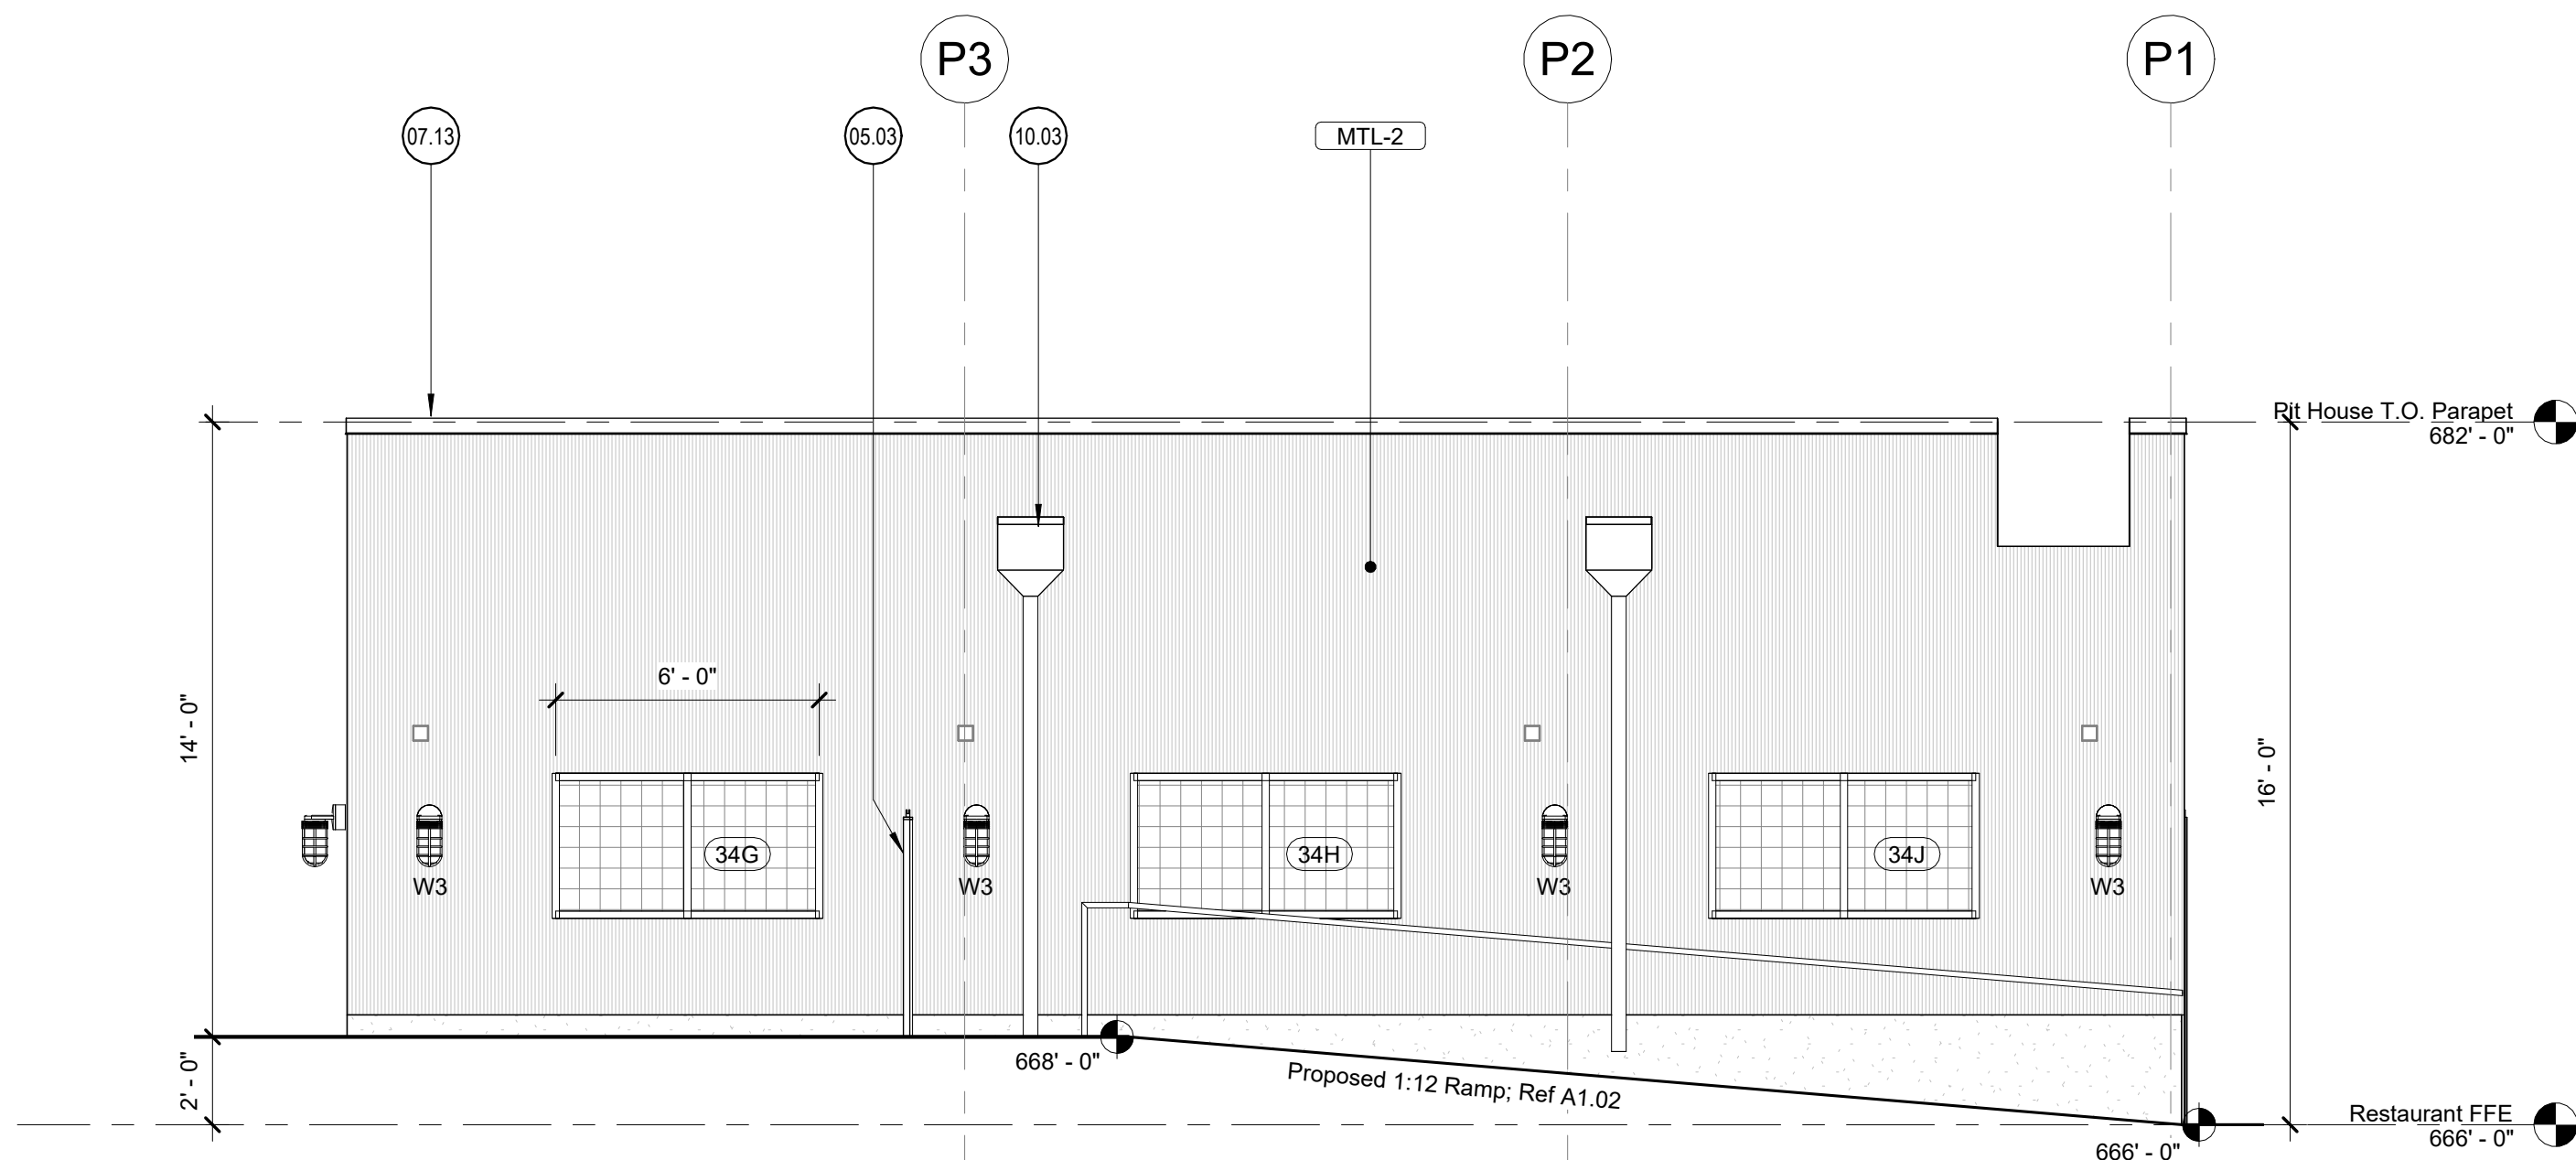 P3
P2
P1
07.13
05.03
10.03
MTL-2
Pit House T.O. Parapet
682' - 0"
6' - 0"
14' - 0"
16' - 0"
34G
34H
34J
W3
W3
W3
W3
668' - 0"
Proposed 1:12 Ramp; Ref A1.02
2' - 0"
Restaurant FFE
666' - 0"
666' - 0"